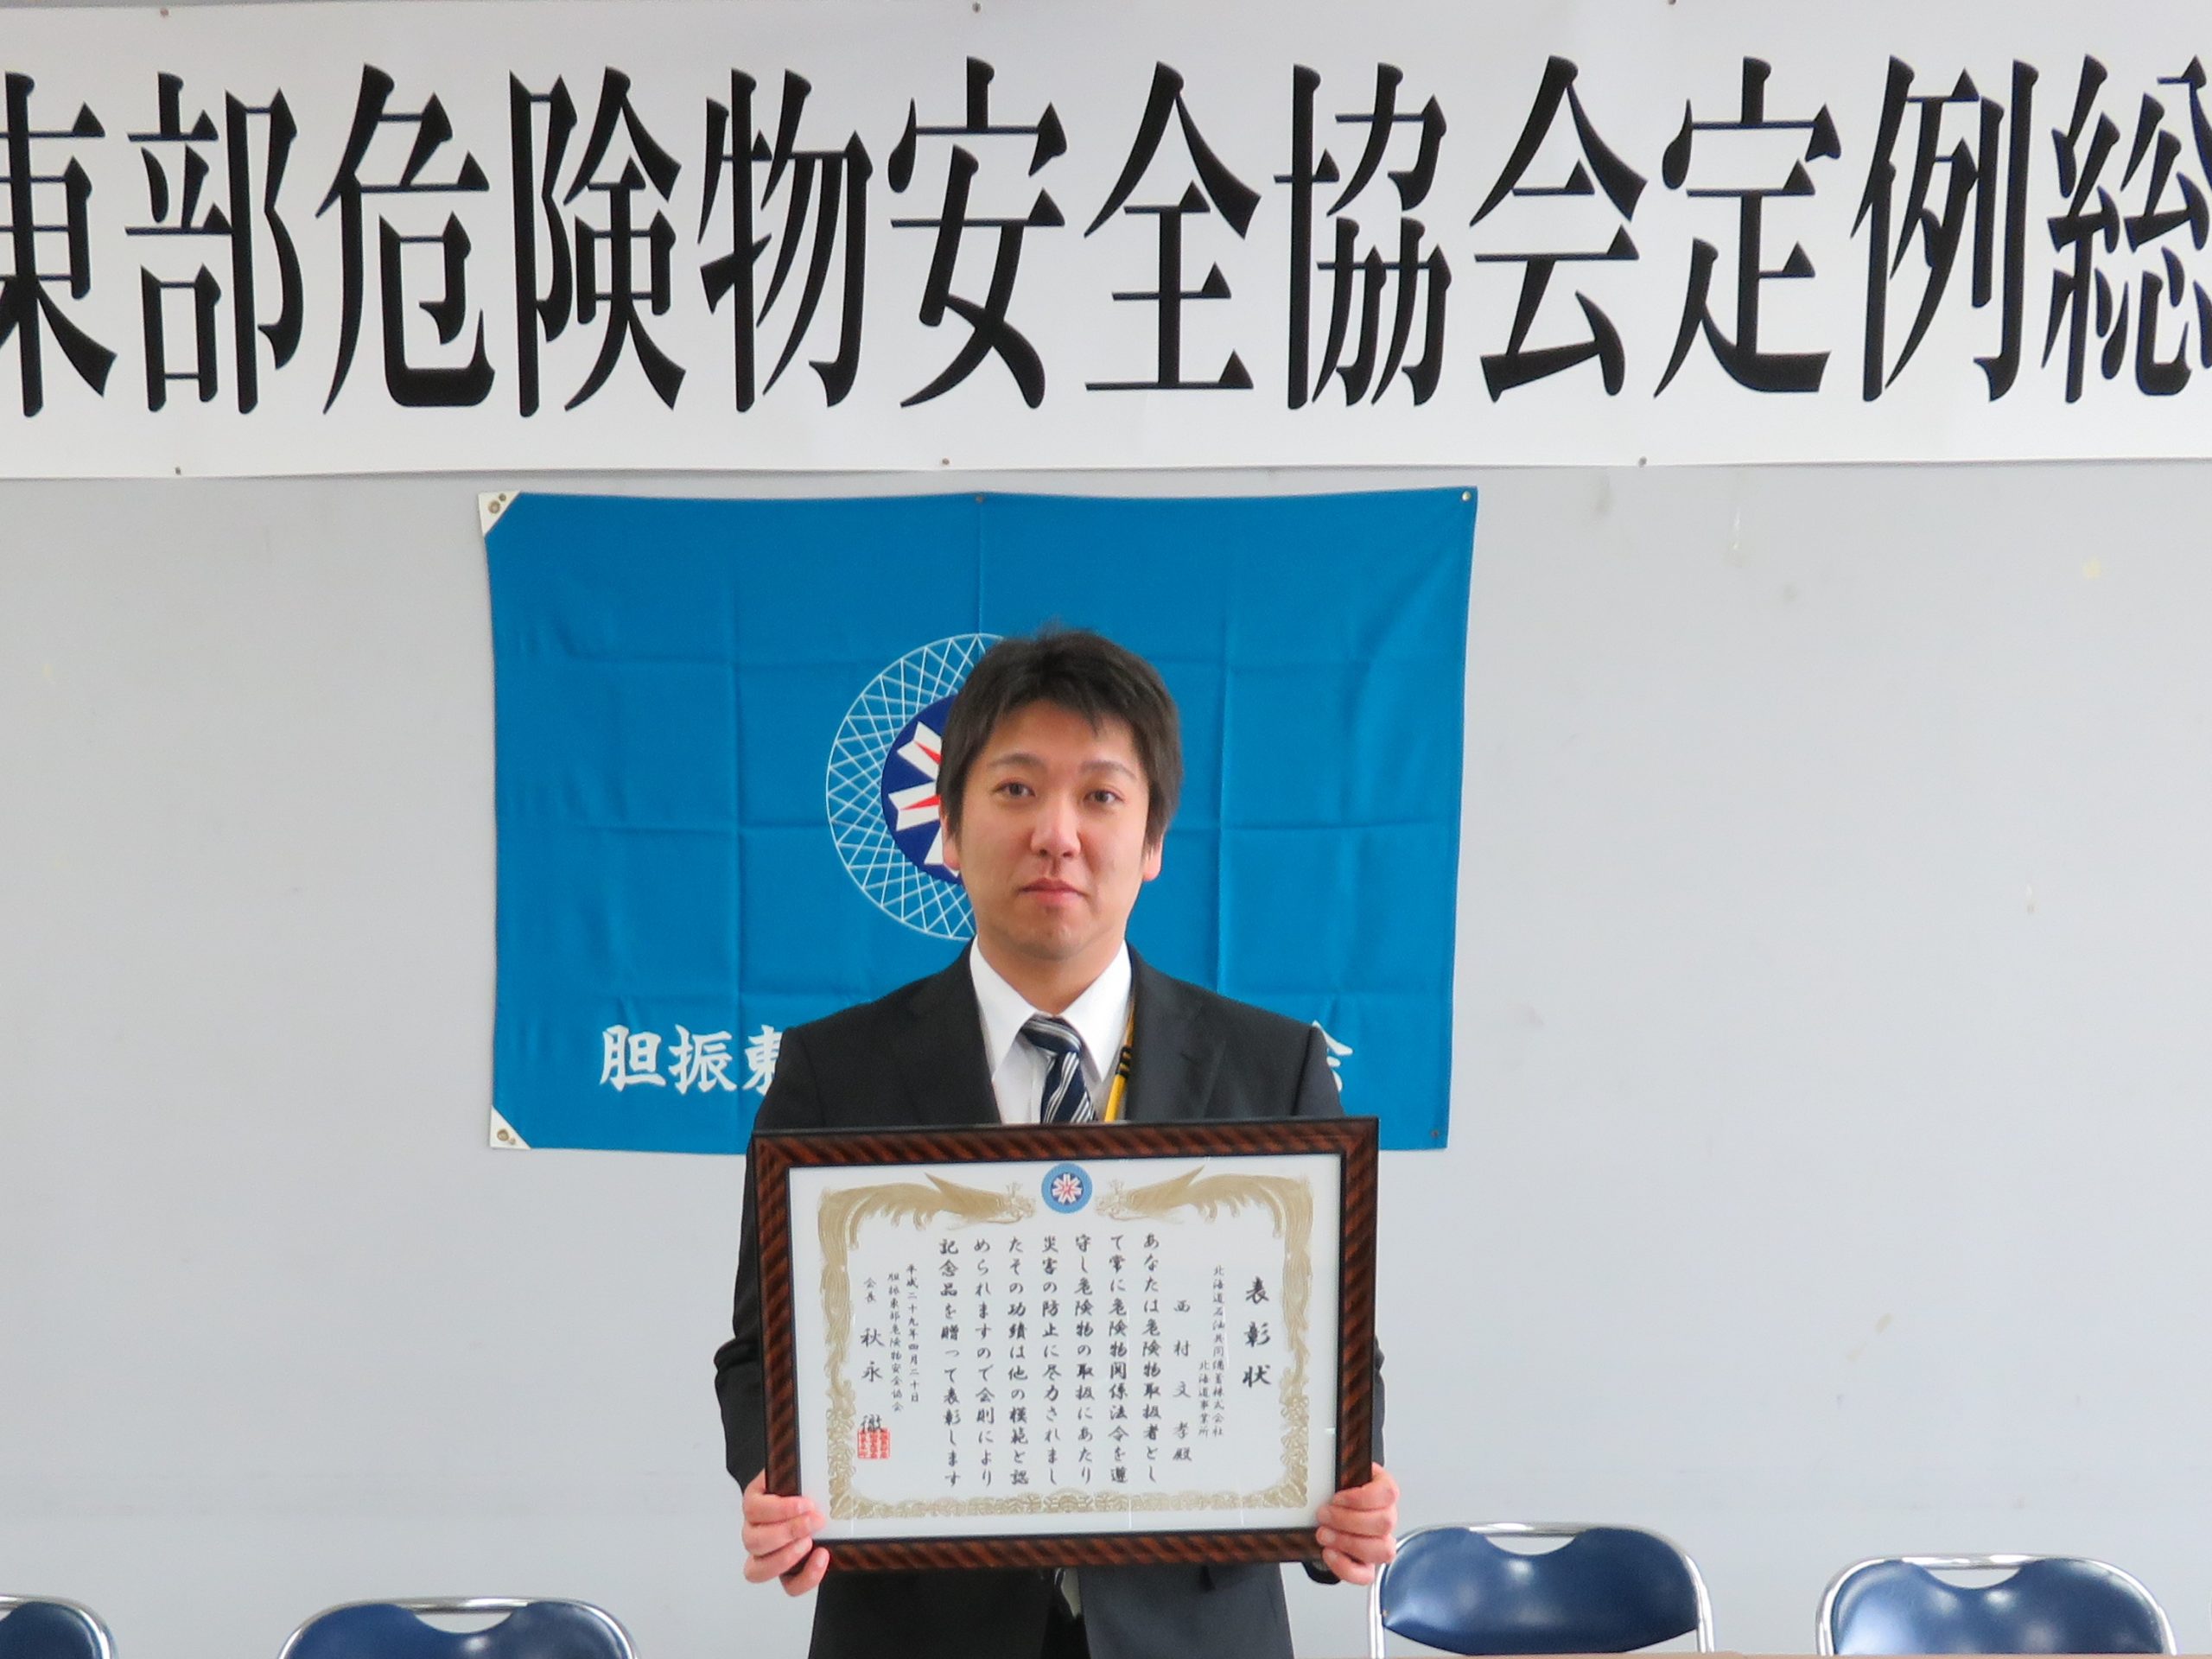 東部危険物安全協会定例総
胆振東
会
表彰状
北海道石油共同備蓄株式会社
北海道事業所
西村文孝殿
あなたは危険物取扱者とし
て常に危険物関係法令を遵
守し危険物の取扱にあたり
災害の防止に尽力されまし
たその功績は他の模範と認
められますので会則により
記念品を贈って表彰します
平成二十九年四月二十日
胆振東部危険物安全協会
会長 秋永 徹